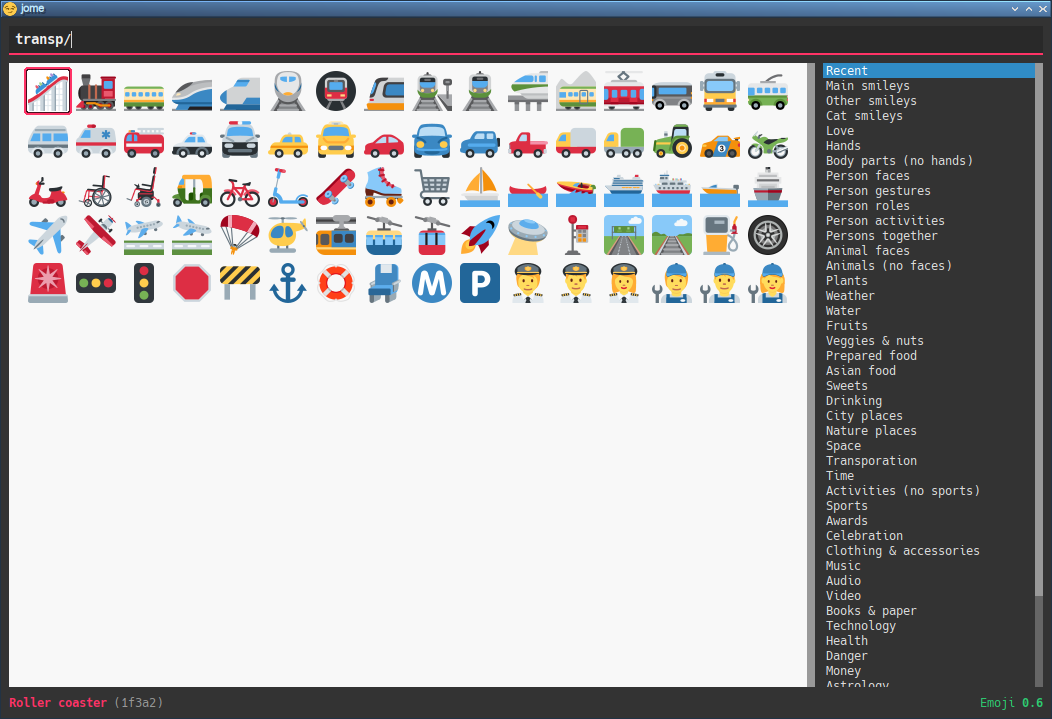 jome
transp/
Recent
Main smileys
Other smileys
Cat smileys
Love
Hands
Body parts (no hands)
Person faces
Person gestures
Person roles
Person activities
Persons together
Animal faces
Animals (no faces)
Plants
Weather
Water
Fruits
Veggies & nuts
Prepared food
Asian food
Sweets
Drinking
City places
Nature places
Space
Transporation
Time
Activities (no sports)
Sports
Awards
Celebration
Clothing & accessories
Music
Audio
Video
Books & paper
Technology
Health
Danger
Money
Astrology
3
M P
Roller coaster (1f3a2)
Emoji 0.6